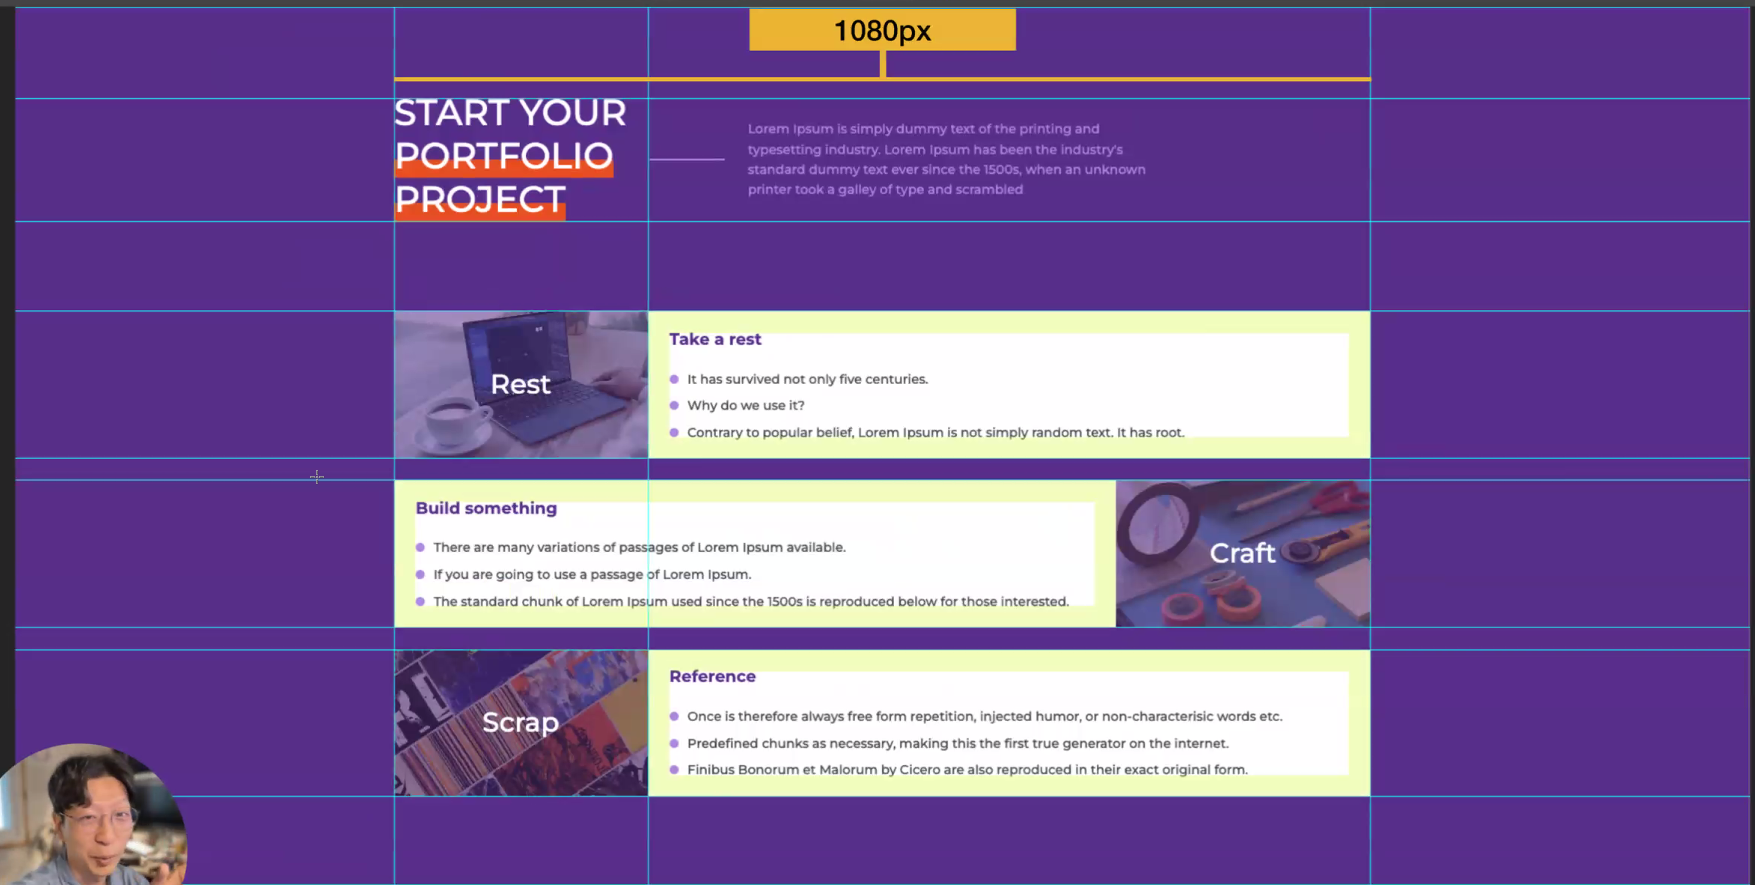 1080px
START YOUR
PORTFOLIO
PROJECT
Lorem Ipsum is simply dummy text of the printing and
typesetting industry. Lorem Ipsum has been the industry's
standard dummy text ever since the 1500s, when an unknown
printer took a galley of type and scrambled
Rest
Take a rest
It has survived not only five centuries.
Why do we use it?
Contrary to popular belief, Lorem Ipsum is not simply random text. It has root.
Build something
There are many variations of passages of Lorem Ipsum available.
If you are going to use a passage of Lorem Ipsum.
The standard chunk of Lorem Ipsum used since the 1500s is reproduced below for those interested.
Craft
Scrap
Reference
Once is therefore always free form repetition, injected humor, or non-characterisic words etc.
Predefined chunks as necessary, making this the first true generator on the internet.
Finibus Bonorum et Malorum by Cicero are also reproduced in their exact original form.